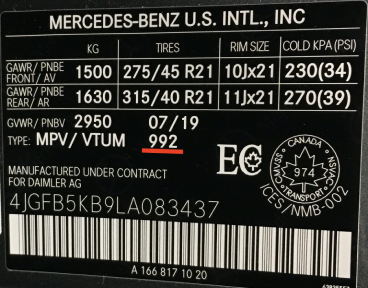 MERCEDES-BENZ U.S. INTL., INC
KG TIRES RIM SIZE COLD KPA (PSI)
GAWR/ PNBE FRONT/ AV 1500 275/45 R21 10Jx21 230(34)
GAWR/ PNBE REAR/ AR 1630 315/40 R21 11Jx21 270(39)
GVWR/ PNBV 2950 07/19
TYPE: MPV/ VTUM 992
EC
CMVSS CANADA NSVAC
974
TRANSPORT
ICES/NMB-002
MANUFACTURED UNDER CONTRACT
FOR DAIMLER AG
4JGFB5KB9LA083437
A 166 817 10 20